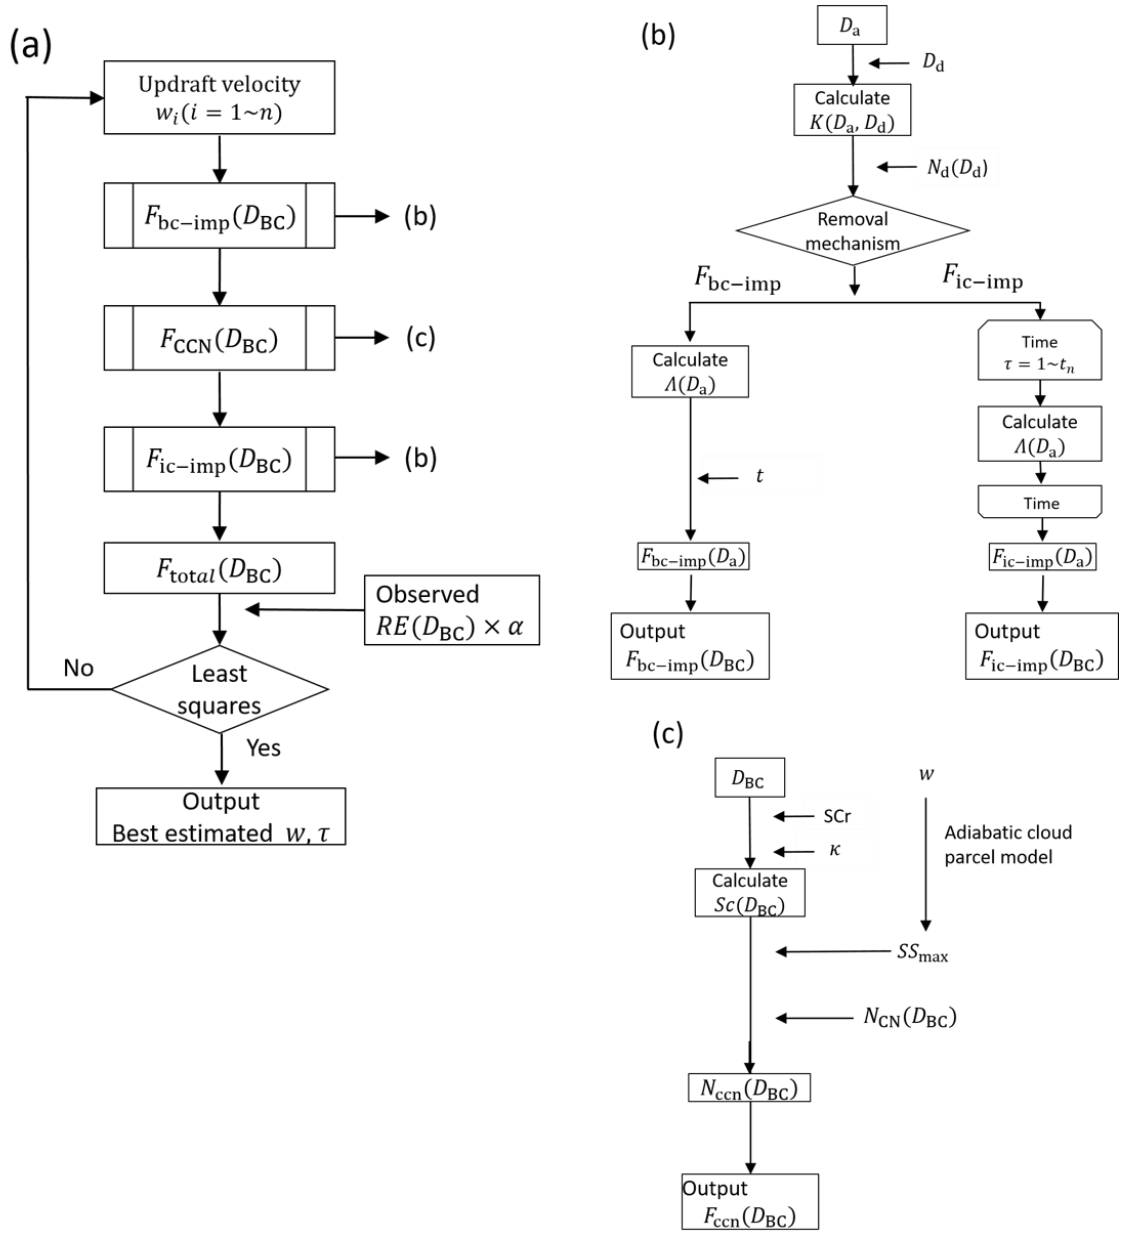 (a)
Updraft velocity
w_i(i = 1~n)
F_bc−imp(D_BC)
(b)
F_CCN(D_BC)
(c)
F_ic−imp(D_BC)
(b)
F_total(D_BC)
Observed
RE(D_BC) × α
No
Least
squares
Yes
Output
Best estimated w, τ
(b)
D_a
D_d
Calculate
K(D_a, D_d)
N_d(D_d)
Removal
mechanism
F_bc−imp
F_ic−imp
Calculate
Λ(D_a)
t
F_bc−imp(D_a)
Output
F_bc−imp(D_BC)
Time
τ = 1~t_n
Calculate
Λ(D_a)
Time
F_ic−imp(D_a)
Output
F_ic−imp(D_BC)
(c)
D_BC
w
SCr
κ
Adiabatic cloud
parcel model
Calculate
Sc(D_BC)
SS_max
N_CN(D_BC)
N_ccn(D_BC)
Output
F_ccn(D_BC)